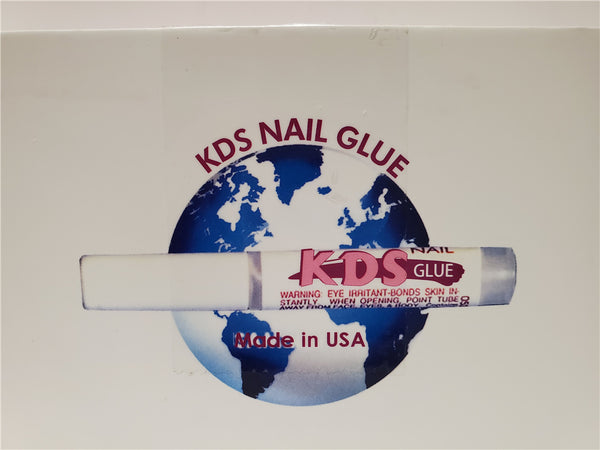 KDS NAIL GLUE
NAIL
KDS GLUE
WARNING: EYE IRRITANT-BONDS SKIN IN-
STANTLY. WHEN OPENING, POINT TUBE
AWAY FROM FACE, EYES, & BODY. Contains
Made in USA